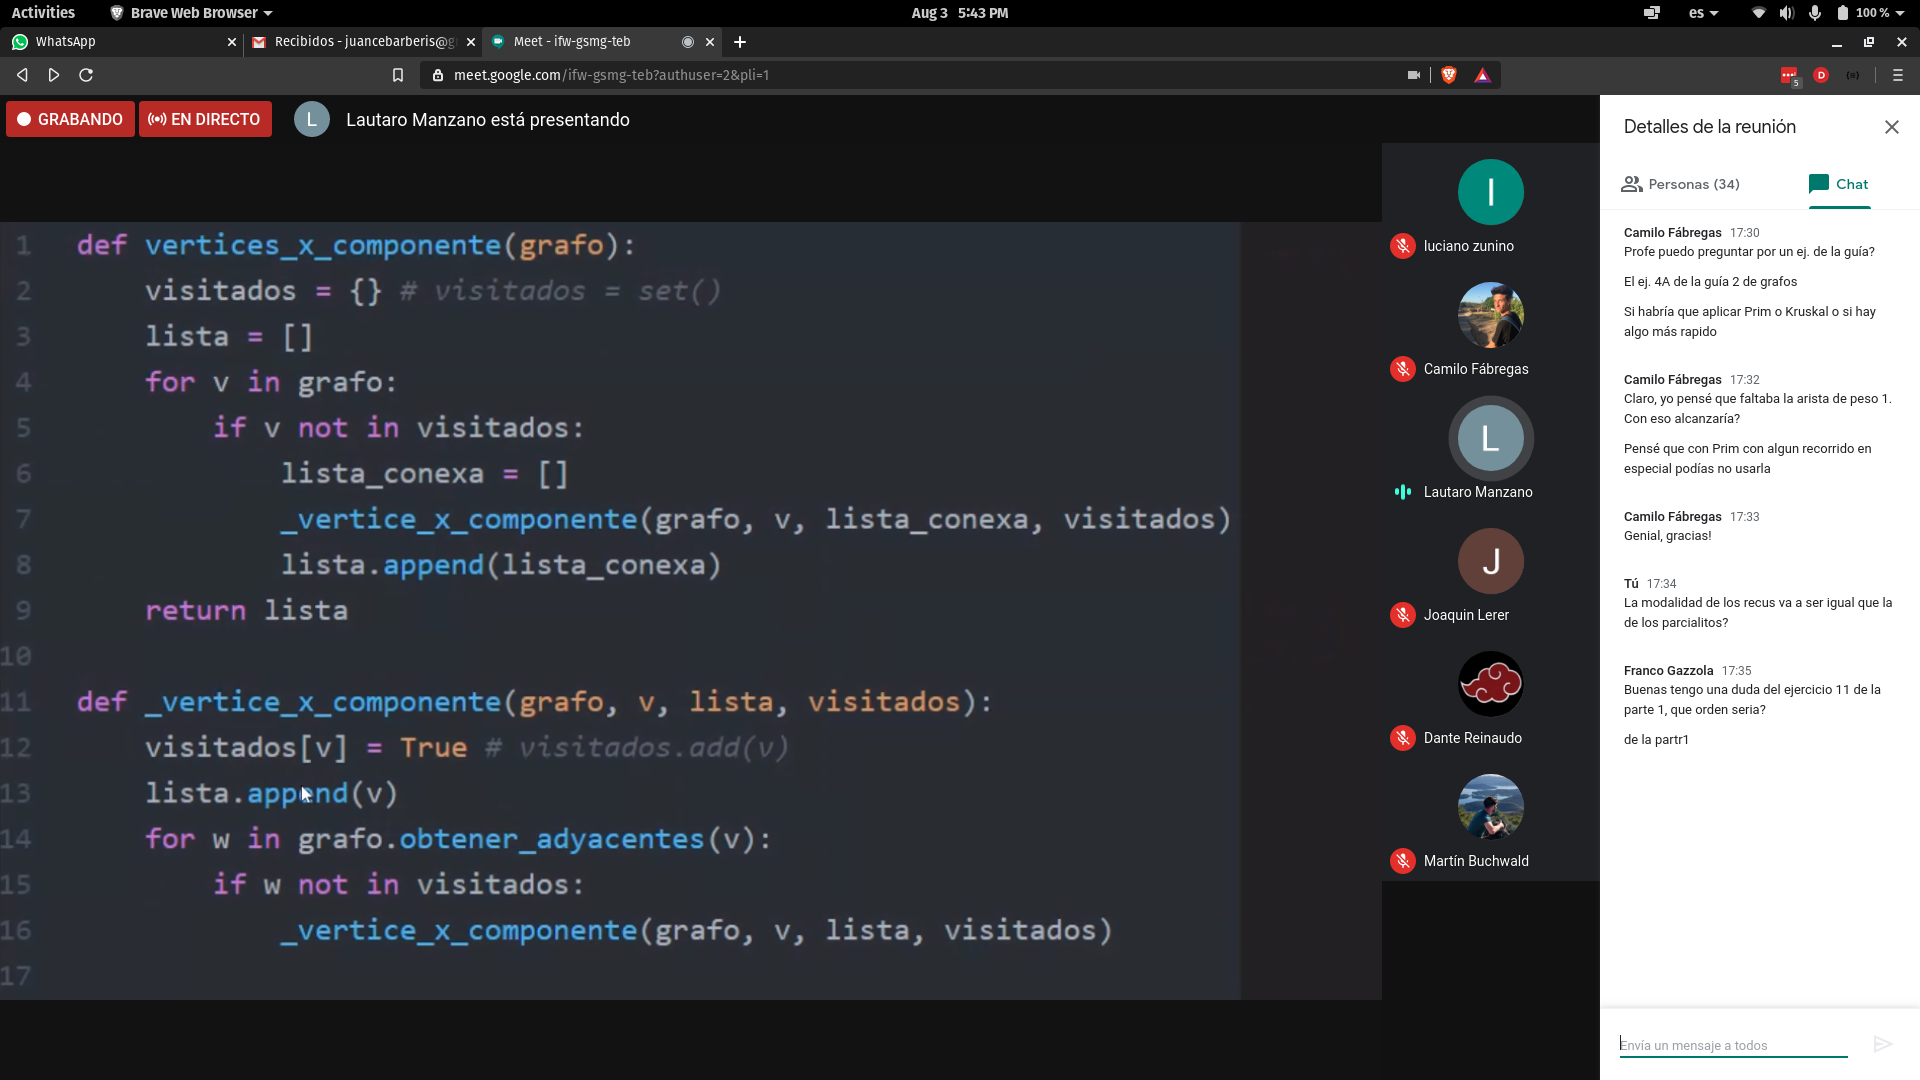 Activities
Brave Web Browser
Aug 3 5:43 PM
es
100 %
WhatsApp
Recibidos - juancebarberis@g
Meet - ifw-gsmg-teb
meet.google.com/ifw-gsmg-teb?authuser=2&pli=1
5
D
GRABANDO
EN DIRECTO
L
Lautaro Manzano está presentando
1 def vertices_x_componente(grafo):
2 visitados = {} # visitados = set()
3 lista = []
4 for v in grafo:
5 if v not in visitados:
6 lista_conexa = []
7 _vertice_x_componente(grafo, v, lista_conexa, visitados)
8 lista.append(lista_conexa)
9 return lista
10
11 def _vertice_x_componente(grafo, v, lista, visitados):
12 visitados[v] = True # visitados.add(v)
13 lista.append(v)
14 for w in grafo.obtener_adyacentes(v):
15 if w not in visitados:
16 _vertice_x_componente(grafo, v, lista, visitados)
17
I
luciano zunino
Camilo Fábregas
L
Lautaro Manzano
J
Joaquin Lerer
Dante Reinaudo
Martín Buchwald
Detalles de la reunión
Personas (34)
Chat
Camilo Fábregas 17:30
Profe puedo preguntar por un ej. de la guía?
El ej. 4A de la guía 2 de grafos
Si habría que aplicar Prim o Kruskal o si hay
algo más rapido
Camilo Fábregas 17:32
Claro, yo pensé que faltaba la arista de peso 1.
Con eso alcanzaría?
Pensé que con Prim con algun recorrido en
especial podías no usarla
Camilo Fábregas 17:33
Genial, gracias!
Tú 17:34
La modalidad de los recus va a ser igual que la
de los parcialitos?
Franco Gazzola 17:35
Buenas tengo una duda del ejercicio 11 de la
parte 1, que orden seria?
de la partr1
Envía un mensaje a todos